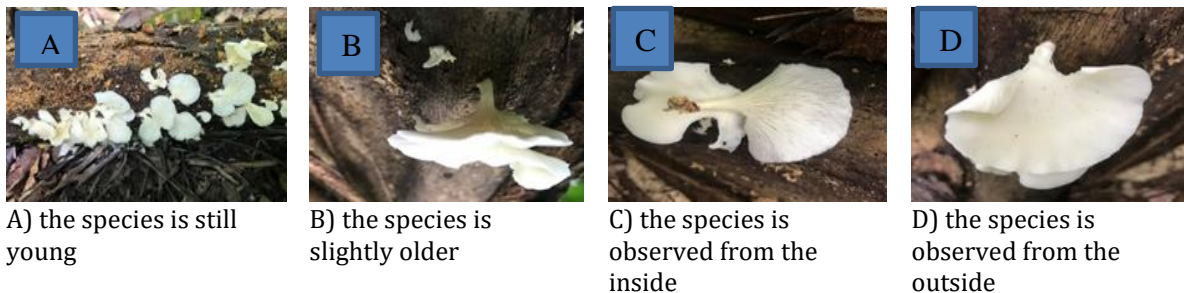 A
B
C
D
A) the species is still
young
B) the species is
slightly older
C) the species is
observed from the
inside
D) the species is
observed from the
outside